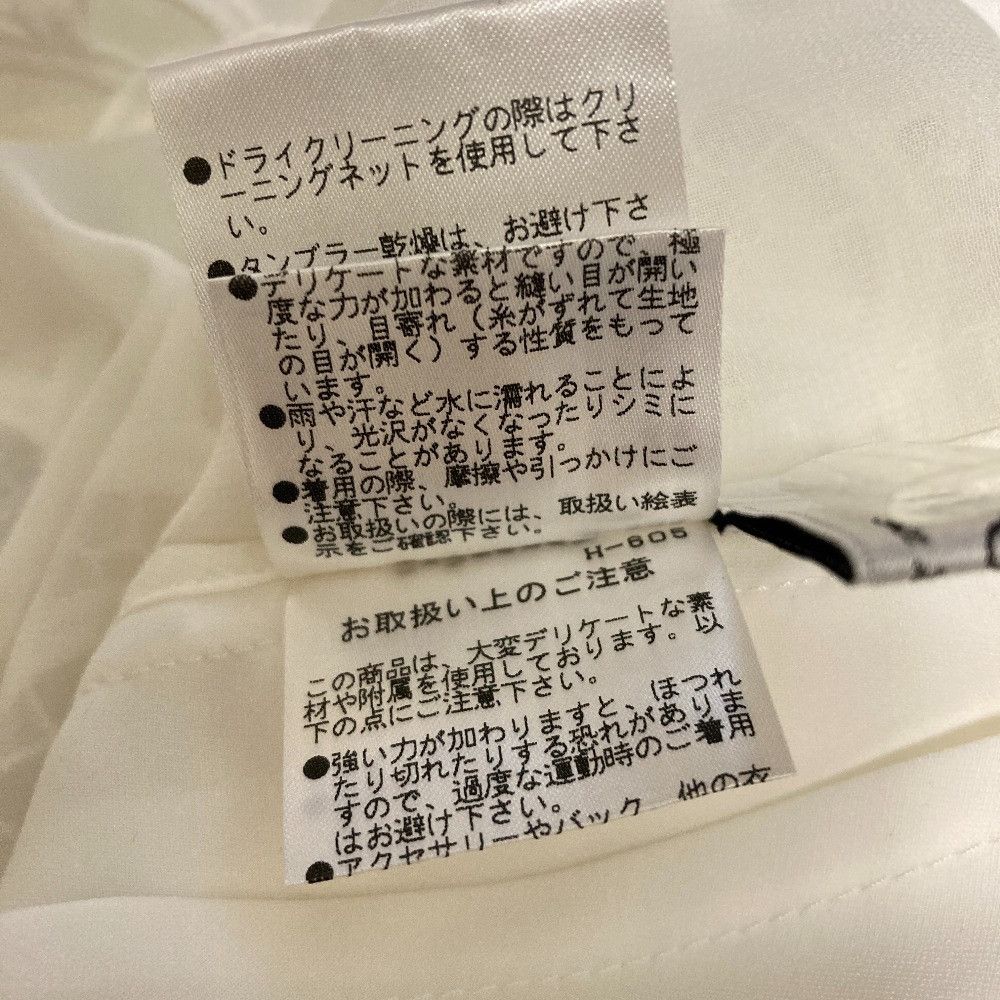 ●ドライクリーニングの際はクリ
ーニングネットを使用して下さ
い。
●タンブラー乾燥は、お避け下さ
●デリケートな素材ですので、極
度な力が加わると縫い目が開い
たり、目寄れ(糸がずれて生地
の目が開く)する性質をもって
います。
●雨や汗など水に濡れることによ
り、光沢がなくなったりシミに
なることがあります。
●着用の際、摩擦や引っかけにご
注意下さい。
●お取扱いの際には、取扱い絵表
示をご確認下さい。
H-605
お取扱い上のご注意
この商品は、大変デリケートな素
材や附属を使用しております。以
下の点にご注意下さい。
●強い力が加わりますと、ほつれ
たり切れたりする恐れがありま
すので、過度な運動時のご着用
はお避け下さい。
●アクセサリーやバック、他の衣